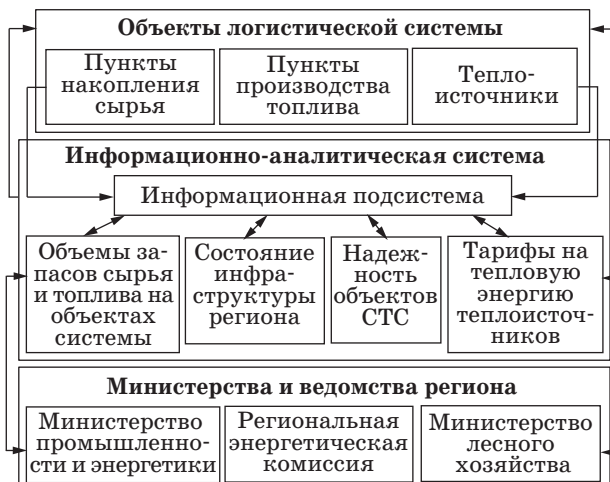 Объекты логистической системы
Пункты
накопления
сырья
Пункты
производства
топлива
Тепло-
источники
Информационно-аналитическая система
Информационная подсистема
Объемы за-
пасов сырья
и топлива на
объектах
системы
Состояние
инфра-
структуры
региона
Надеж-
ность
объектов
СТС
Тарифы на
тепловую
энергию
теплоисточ-
ников
Министерства и ведомства региона
Министерство
промышленно-
сти и энергетики
Региональная
энергетическая
комиссия
Министерство
лесного
хозяйства